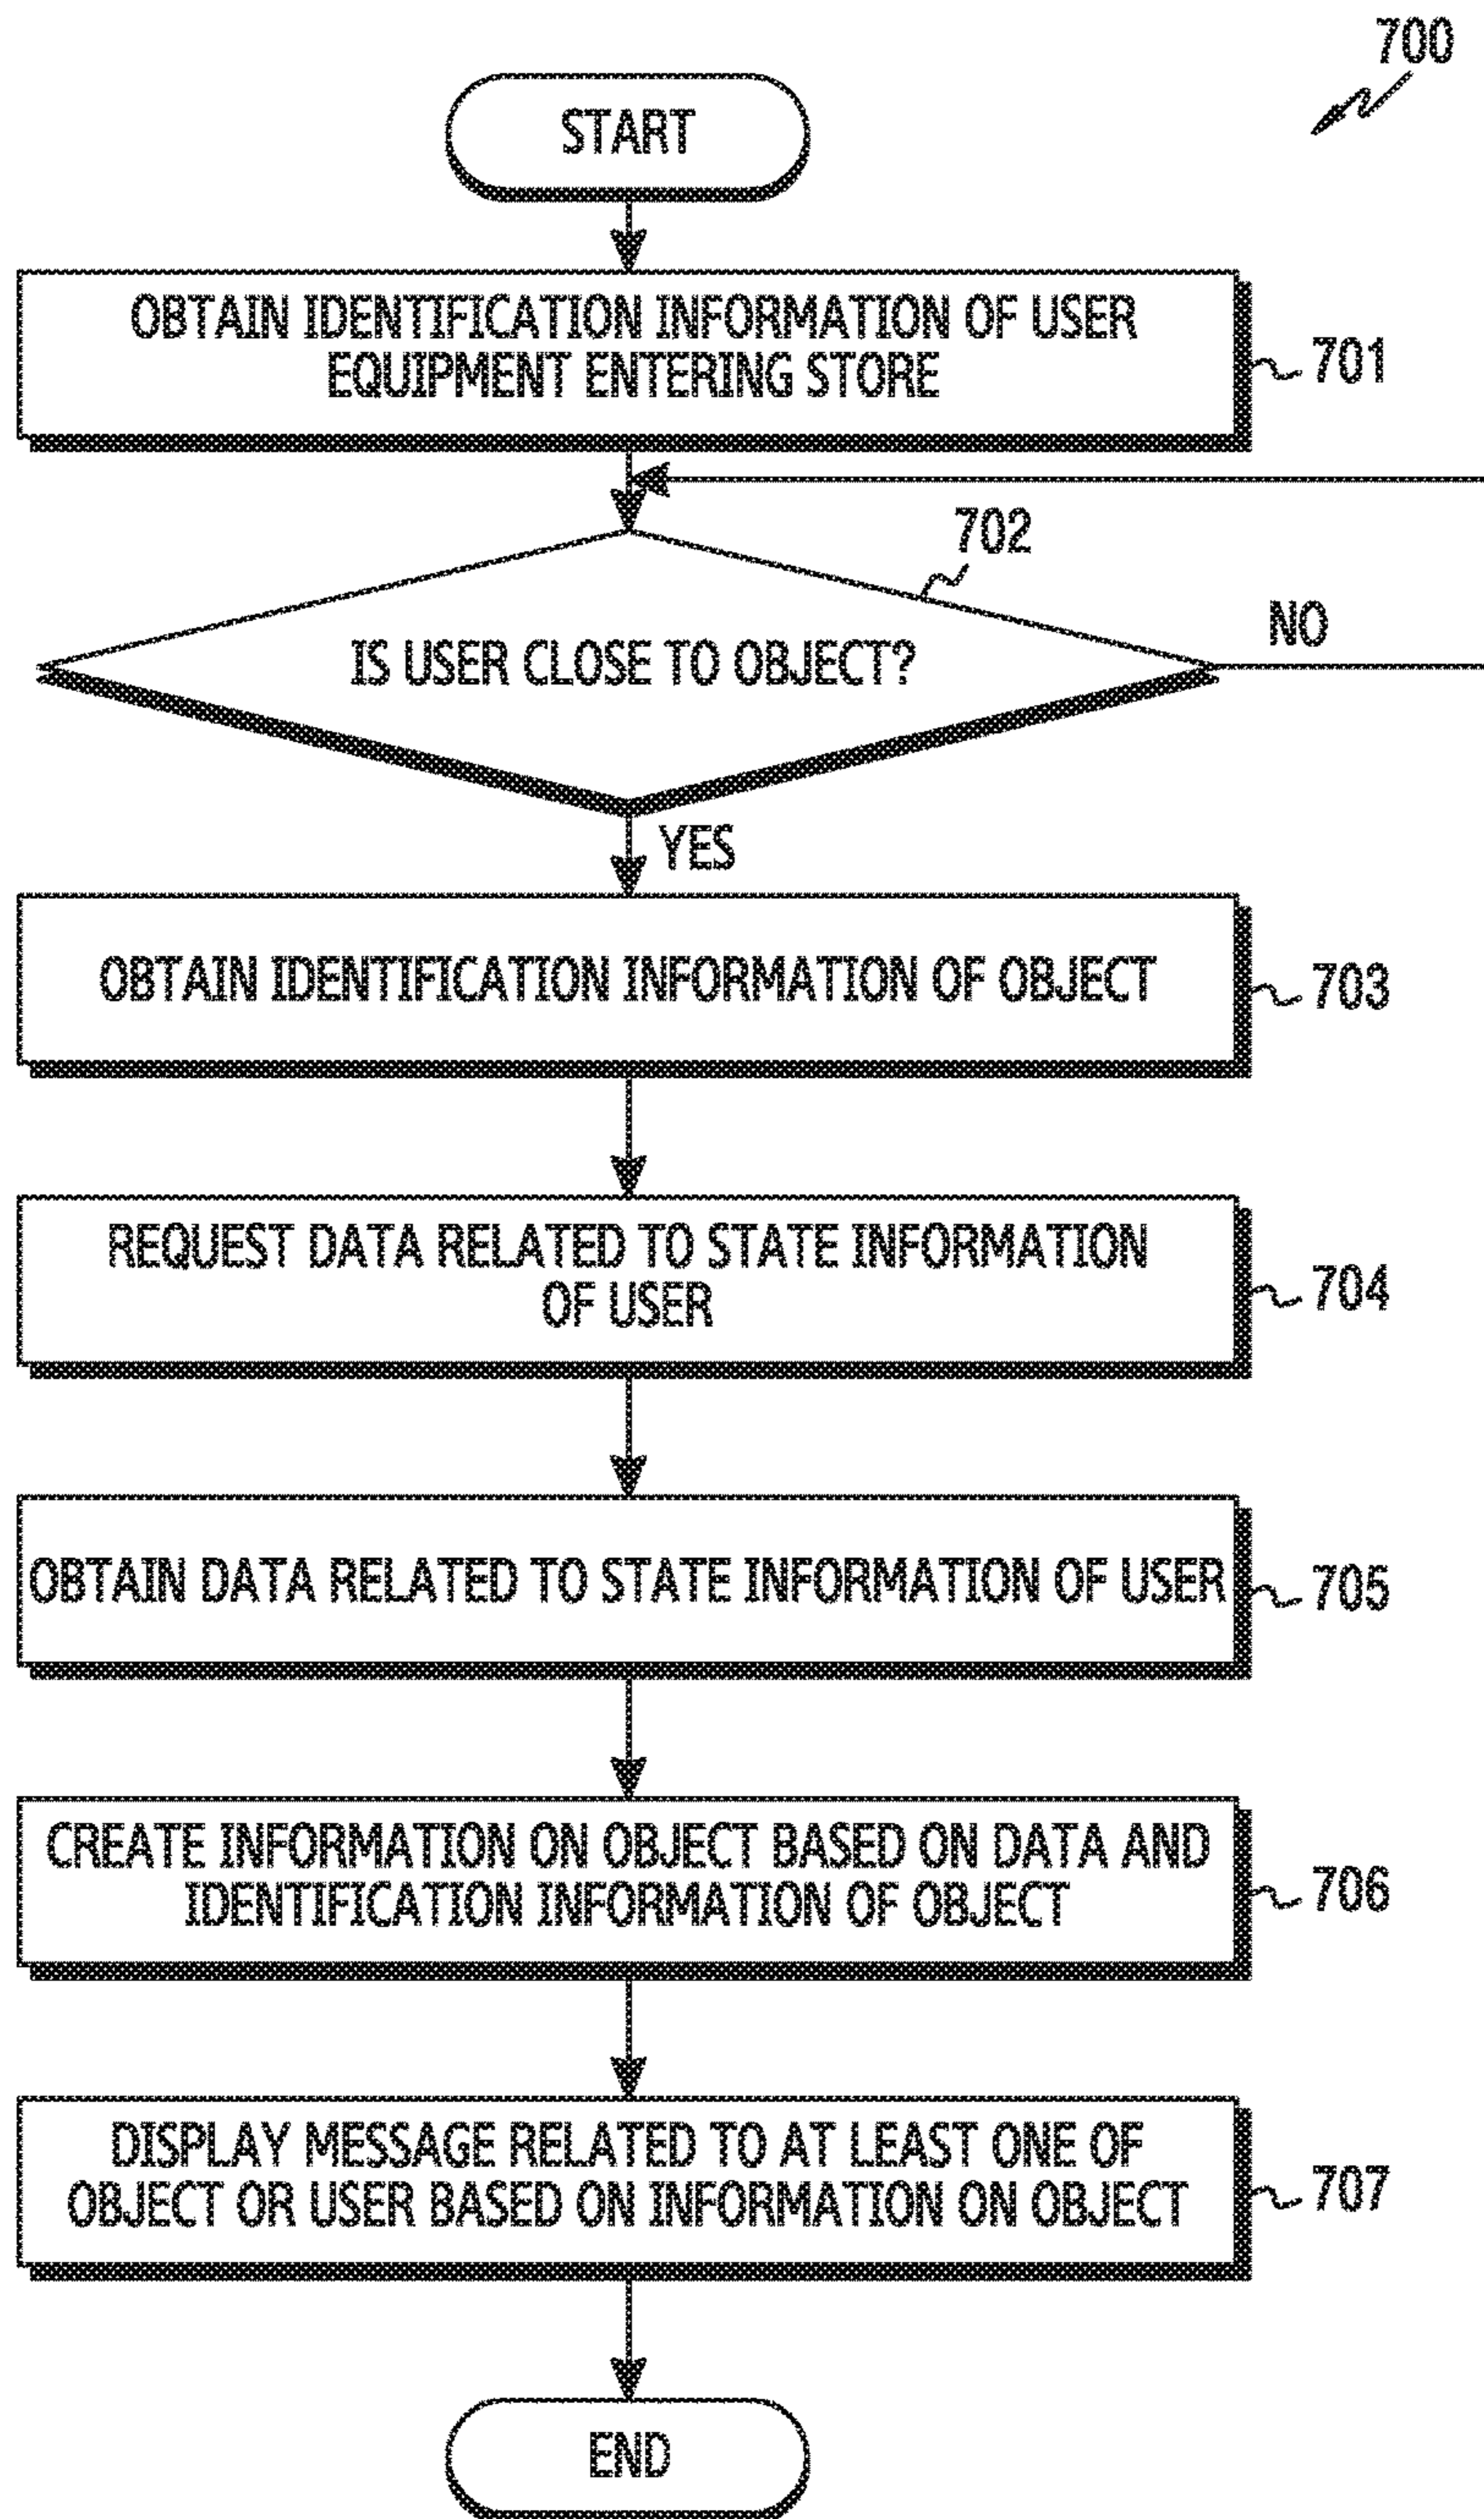 700
START
OBTAIN IDENTIFICATION INFORMATION OF USER
EQUIPMENT ENTERING STORE
701
702
IS USER CLOSE TO OBJECT?
NO
YES
OBTAIN IDENTIFICATION INFORMATION OF OBJECT
703
REQUEST DATA RELATED TO STATE INFORMATION
OF USER
704
OBTAIN DATA RELATED TO STATE INFORMATION OF USER
705
CREATE INFORMATION ON OBJECT BASED ON DATA AND
IDENTIFICATION INFORMATION OF OBJECT
706
DISPLAY MESSAGE RELATED TO AT LEAST ONE OF
OBJECT OR USER BASED ON INFORMATION ON OBJECT
707
END